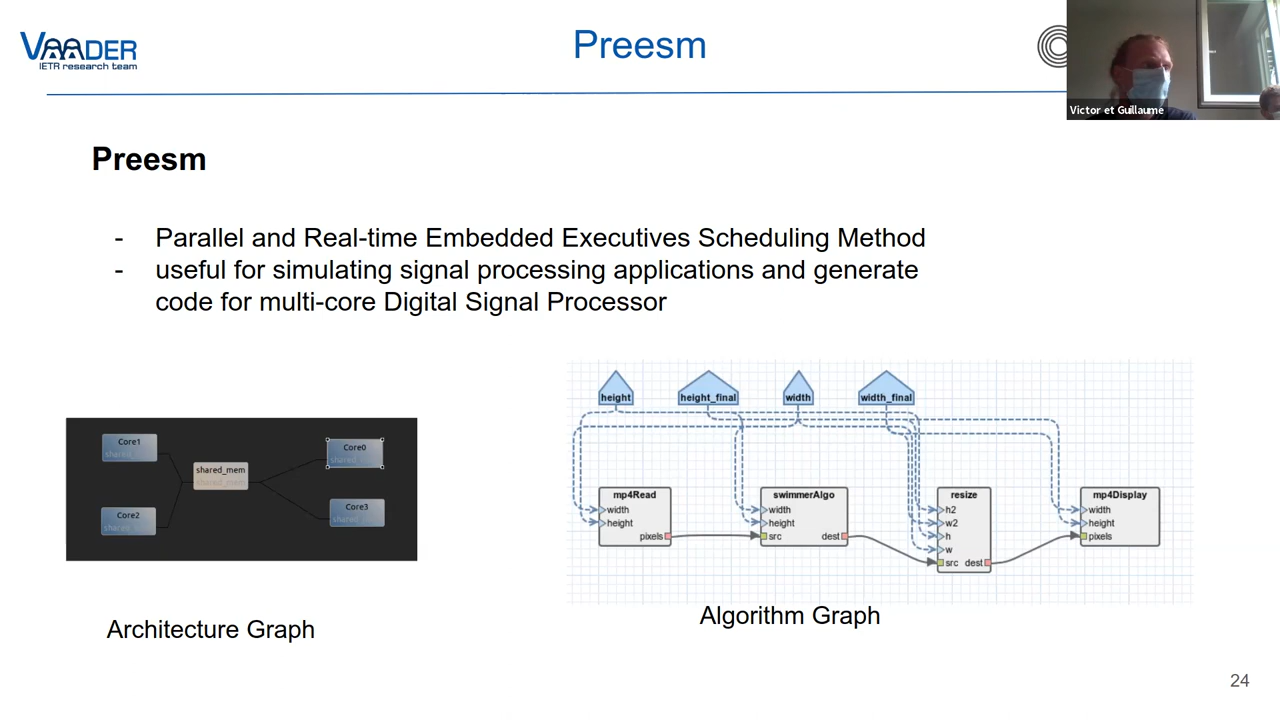 VAADER
IETR research team
Preesm
Victor et Guillaume
Preesm
- Parallel and Real-time Embedded Executives Scheduling Method
- useful for simulating signal processing applications and generate
code for multi-core Digital Signal Processor
height
height_final
width
width_final
Core1
Core0
shared_mem
shared_mem
Core2
Core3
mp4Read
width
height
pixels
swimmerAlgo
width
height
src dest
resize
h2
w2
h
w
src dest
mp4Display
width
height
pixels
Architecture Graph
Algorithm Graph
24